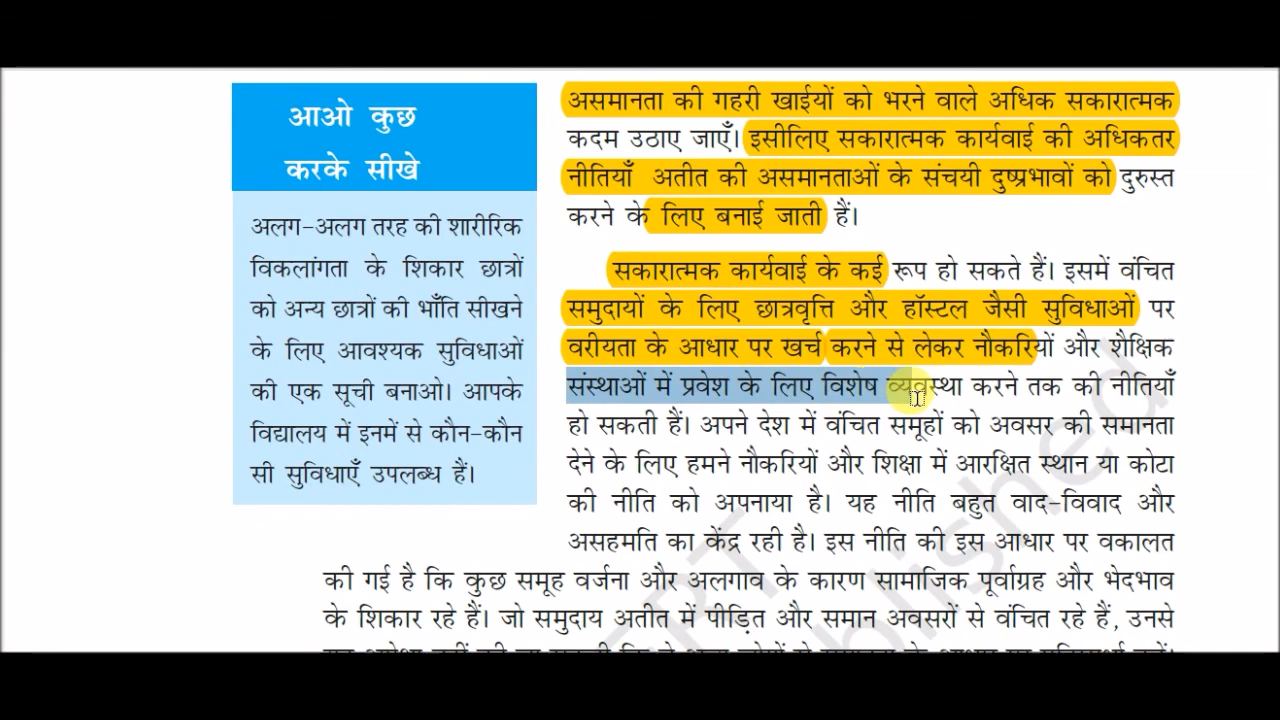 आओ कुछ
करके सीखे
अलग-अलग तरह की शारीरिक
विकलांगता के शिकार छात्रों
को अन्य छात्रों की भाँति सीखने
के लिए आवश्यक सुविधाओं
की एक सूची बनाओ। आपके
विद्यालय में इनमें से कौन-कौन
सी सुविधाएँ उपलब्ध हैं।
असमानता की गहरी खाईयों को भरने वाले अधिक सकारात्मक
कदम उठाए जाएँ। इसीलिए सकारात्मक कार्यवाई की अधिकतर
नीतियाँ अतीत की असमानताओं के संचयी दुष्प्रभावों को दुरुस्त
करने के लिए बनाई जाती हैं।
सकारात्मक कार्यवाई के कई रूप हो सकते हैं। इसमें वंचित
समुदायों के लिए छात्रवृत्ति और हॉस्टल जैसी सुविधाओं पर
वरीयता के आधार पर खर्च करने से लेकर नौकरियों और शैक्षिक
संस्थाओं में प्रवेश के लिए विशेष व्यवस्था करने तक की नीतियाँ
हो सकती हैं। अपने देश में वंचित समूहों को अवसर की समानता
देने के लिए हमने नौकरियों और शिक्षा में आरक्षित स्थान या कोटा
की नीति को अपनाया है। यह नीति बहुत वाद-विवाद और
असहमति का केंद्र रही है। इस नीति की इस आधार पर वकालत
की गई है कि कुछ समूह वर्जना और अलगाव के कारण सामाजिक पूर्वाग्रह और भेदभाव
के शिकार रहे हैं। जो समुदाय अतीत में पीड़ित और समान अवसरों से वंचित रहे हैं, उनसे